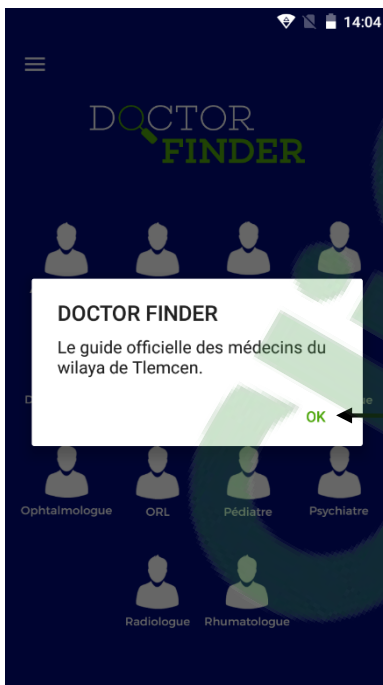 14:04
DOCTOR
FINDER
DOCTOR FINDER
Le guide officielle des médecins du
wilaya de Tlemcen.
OK
Ophtalmologue ORL Pédiatre Psychiatre
Radiologue Rhumatologue